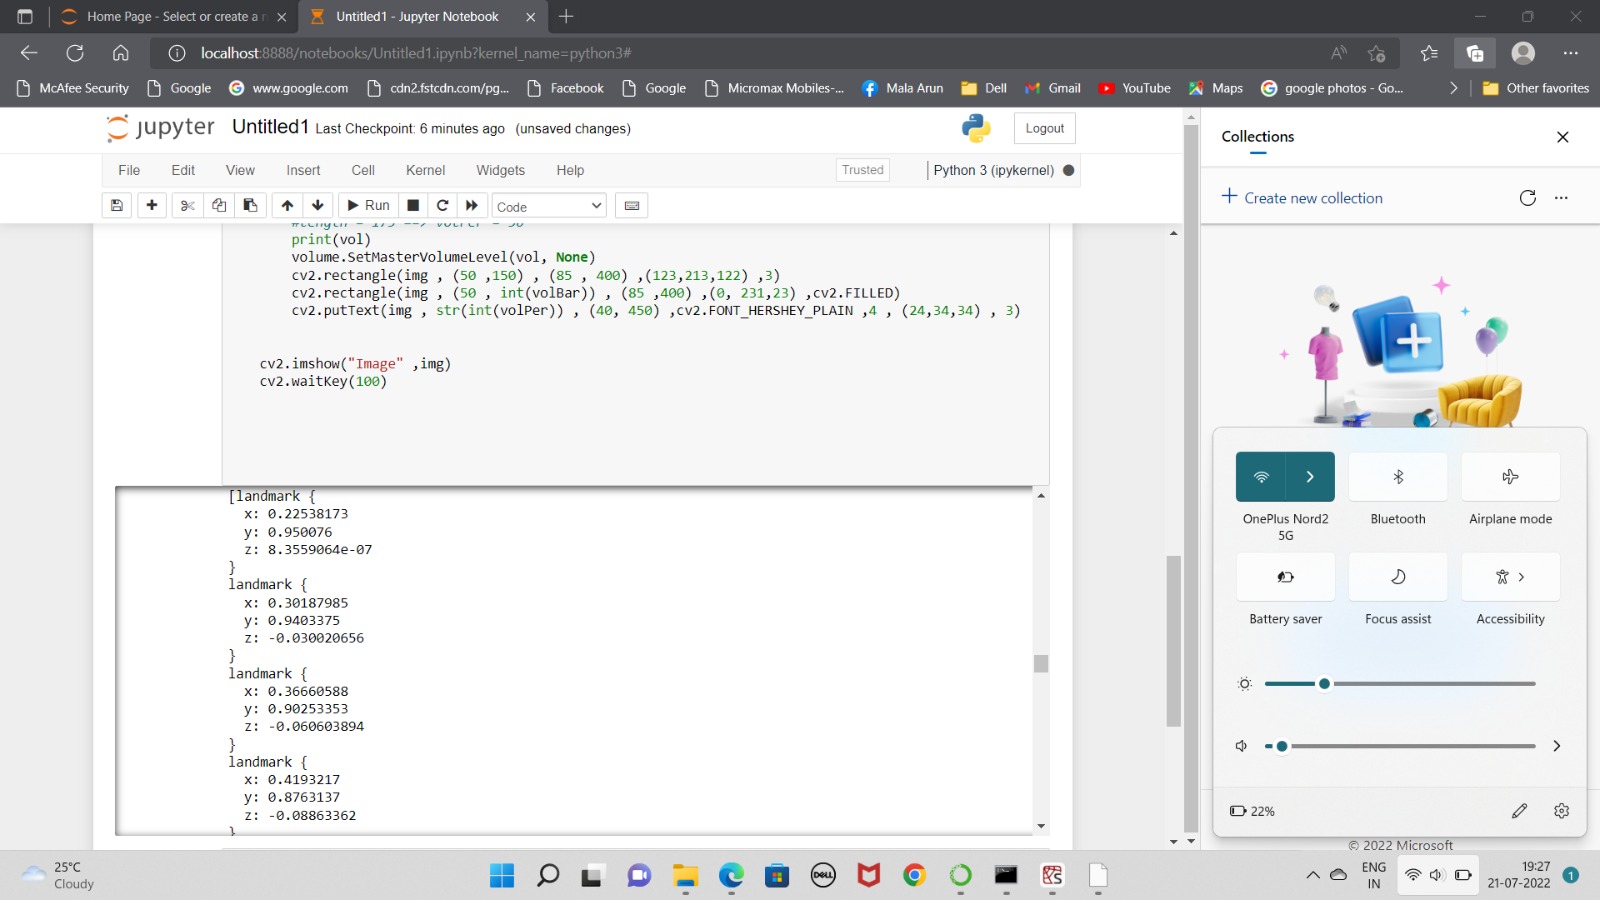 Home Page - Select or create a n
Untitled1 - Jupyter Notebook
localhost:8888/notebooks/Untitled1.ipynb?kernel_name=python3#
McAfee Security
Google
www.google.com
cdn2.fstcdn.com/pg...
Facebook
Google
Micromax Mobiles-...
Mala Arun
Dell
Gmail
YouTube
Maps
google photos - Go...
Other favorites
jupyter Untitled1 Last Checkpoint: 6 minutes ago (unsaved changes)
Logout
File Edit View Insert Cell Kernel Widgets Help
Trusted
Python 3 (ipykernel)
Run
Code
#length = 175 --> volPer = 50
print(vol)
volume.SetMasterVolumeLevel(vol, None)
cv2.rectangle(img , (50 ,150) , (85 , 400) ,(123,213,122) ,3)
cv2.rectangle(img , (50 , int(volBar)) , (85 ,400) ,(0, 231,23) ,cv2.FILLED)
cv2.putText(img , str(int(volPer)) , (40, 450) ,cv2.FONT_HERSHEY_PLAIN ,4 , (24,34,34) , 3)
cv2.imshow("Image" ,img)
cv2.waitKey(100)
[landmark {
x: 0.22538173
y: 0.950076
z: 8.3559064e-07
}
landmark {
x: 0.30187985
y: 0.9403375
z: -0.030020656
}
landmark {
x: 0.36660588
y: 0.90253353
z: -0.060603894
}
landmark {
x: 0.4193217
y: 0.8763137
z: -0.08863362
}
Collections
Create new collection
OnePlus Nord2 5G
Bluetooth
Airplane mode
Battery saver
Focus assist
Accessibility
22%
© 2022 Microsoft
25°C
Cloudy
DELL
ENG
IN
19:27
21-07-2022
1